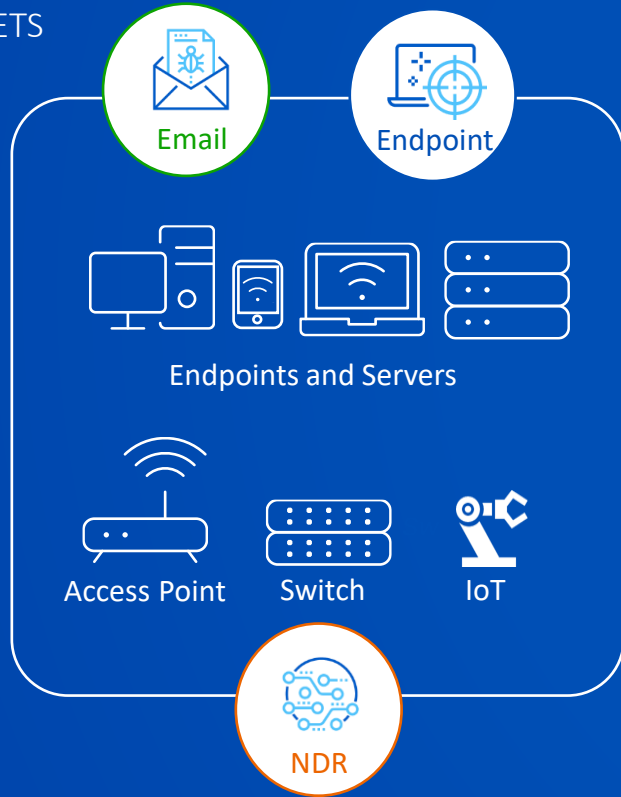 ETS
Email
Endpoint
Endpoints and Servers
Access Point
Switch
IoT
NDR